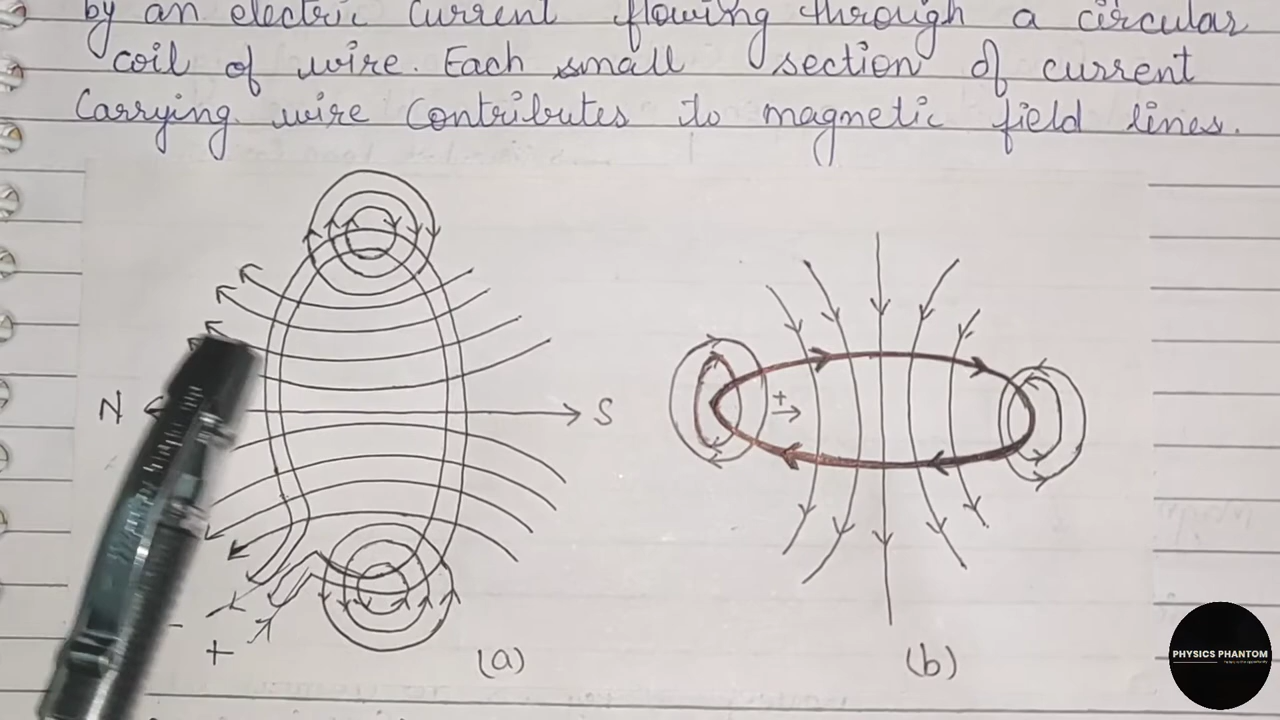 by an electric current flowing through a circular
coil of wire. Each small section of current
Carrying wire Contributes to magnetic field lines.
N
S
+
-
+
(a)
(b)
PHYSICS PHANTOM